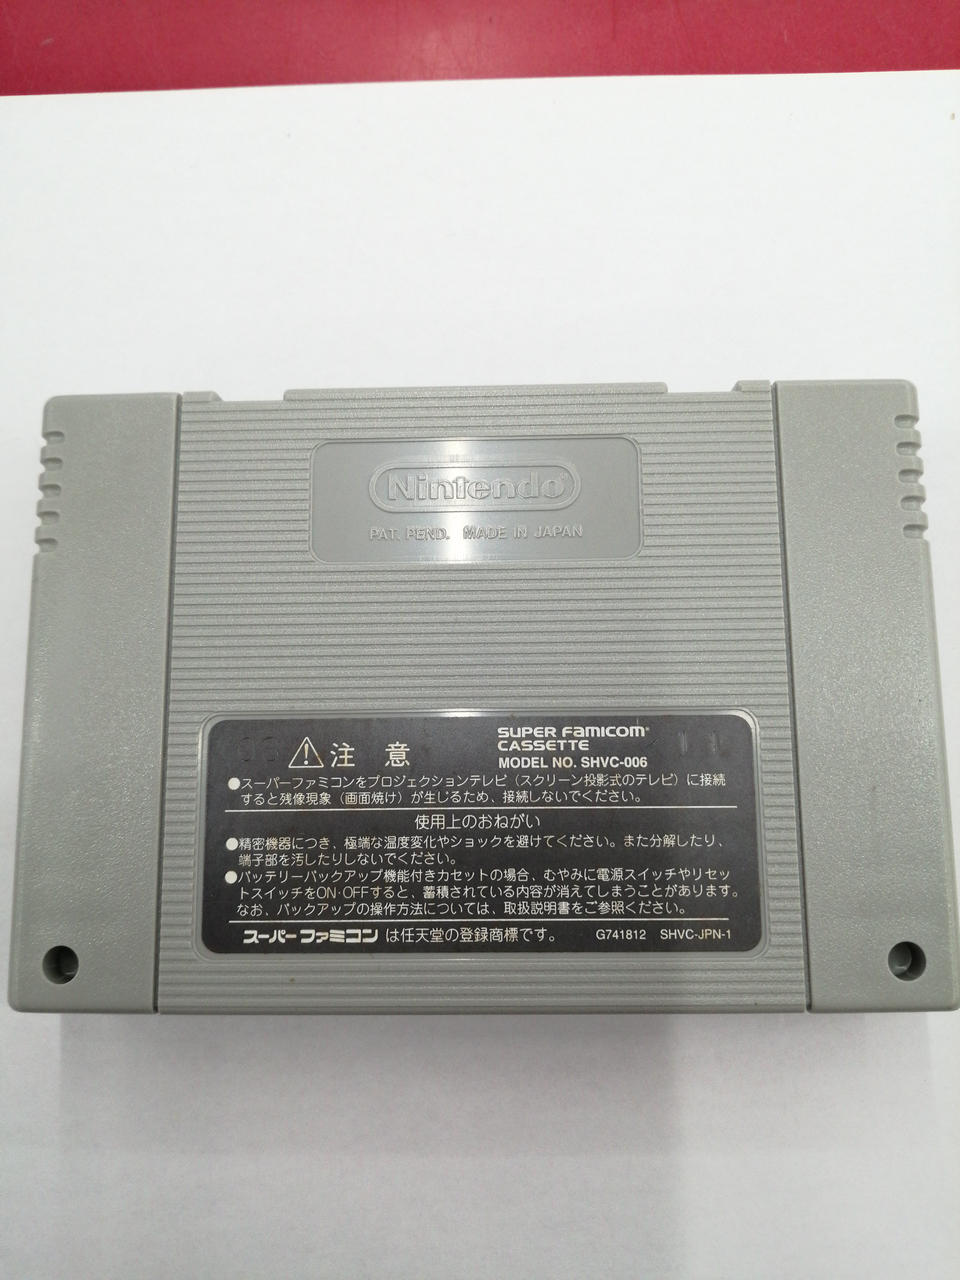 Nintendo
PAT. PEND. MADE IN JAPAN
注意
SUPER FAMICOM
CASSETTE
MODEL NO. SHVC-006
●スーパーファミコンをプロジェクションテレビ（スクリーン投影式のテレビ）に接続
すると残像現象（画面焼け）が生じるため、接続しないでください。
使用上のおねがい
●精密機器につき、極端な温度変化やショックを避けてください。また分解したり、
端子部を汚したりしないでください。
●バッテリーバックアップ機能付きカセットの場合、むやみに電源スイッチやリセッ
トスイッチをON・OFFすると、蓄積されている内容が消えてしまうことがあります。
なお、バックアップの操作方法については、取扱説明書をご参照ください。
スーパーファミコン は任天堂の登録商標です。 G741812 SHVC-JPN-1